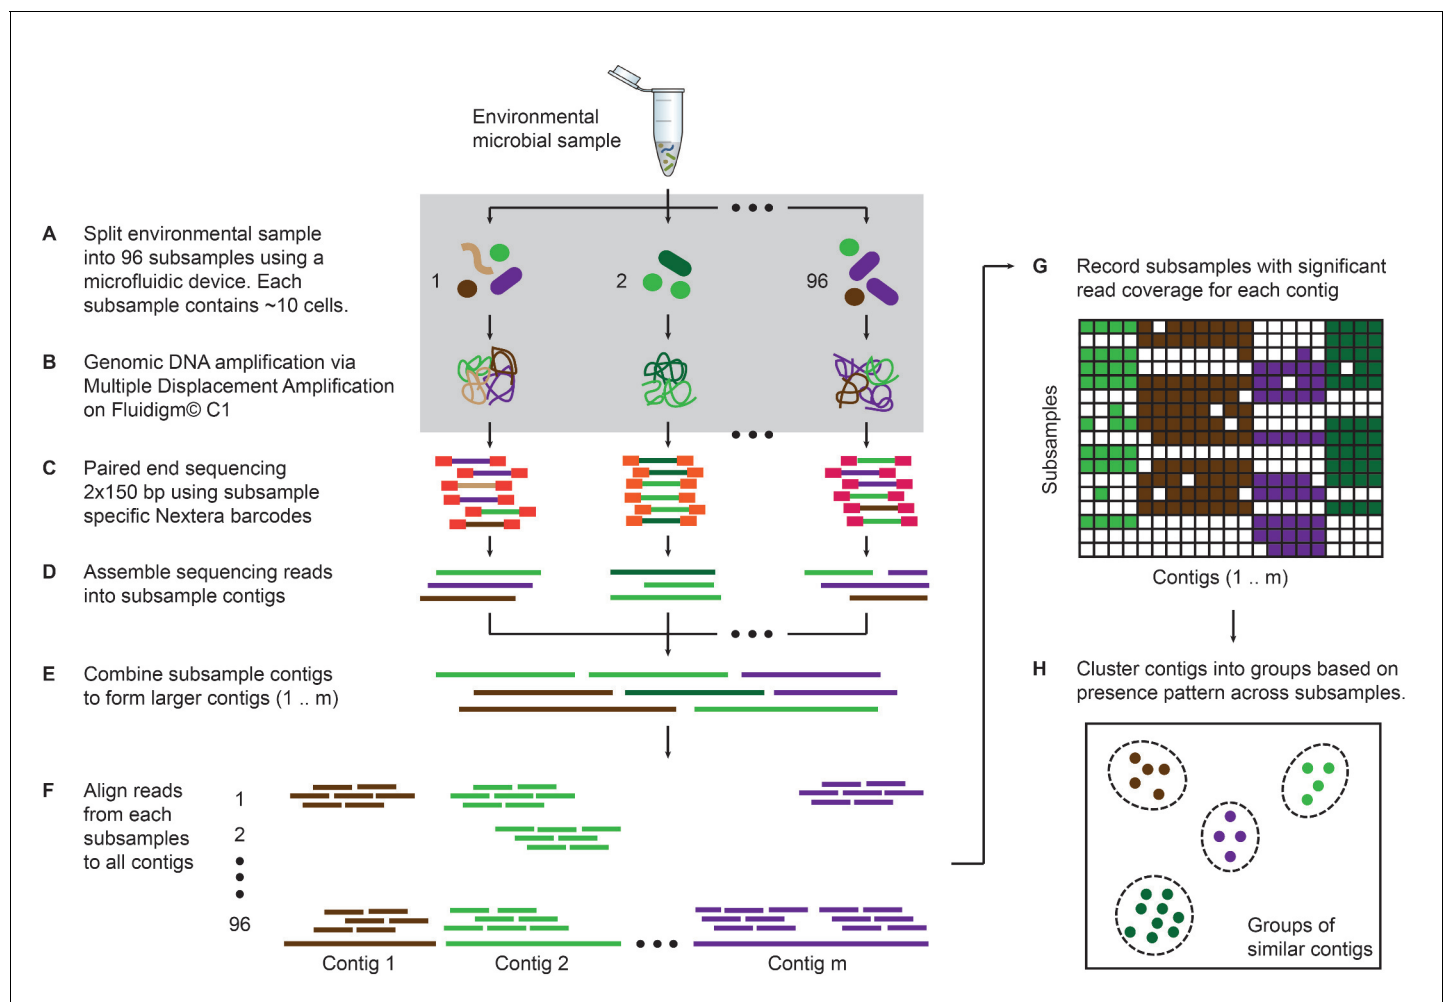 Environmental
microbial sample
A Split environmental sample
into 96 subsamples using a
microfluidic device. Each
subsample contains ~10 cells.
1
2
96
B Genomic DNA amplification via
Multiple Displacement Amplification
on Fluidigm© C1
C Paired end sequencing
2x150 bp using subsample
specific Nextera barcodes
D Assemble sequencing reads
into subsample contigs
E Combine subsample contigs
to form larger contigs (1 .. m)
F Align reads
from each
subsamples
to all contigs
1
2
96
Contig 1
Contig 2
Contig m
G Record subsamples with significant
read coverage for each contig
Subsamples
Contigs (1 .. m)
H Cluster contigs into groups based on
presence pattern across subsamples.
Groups of
similar contigs